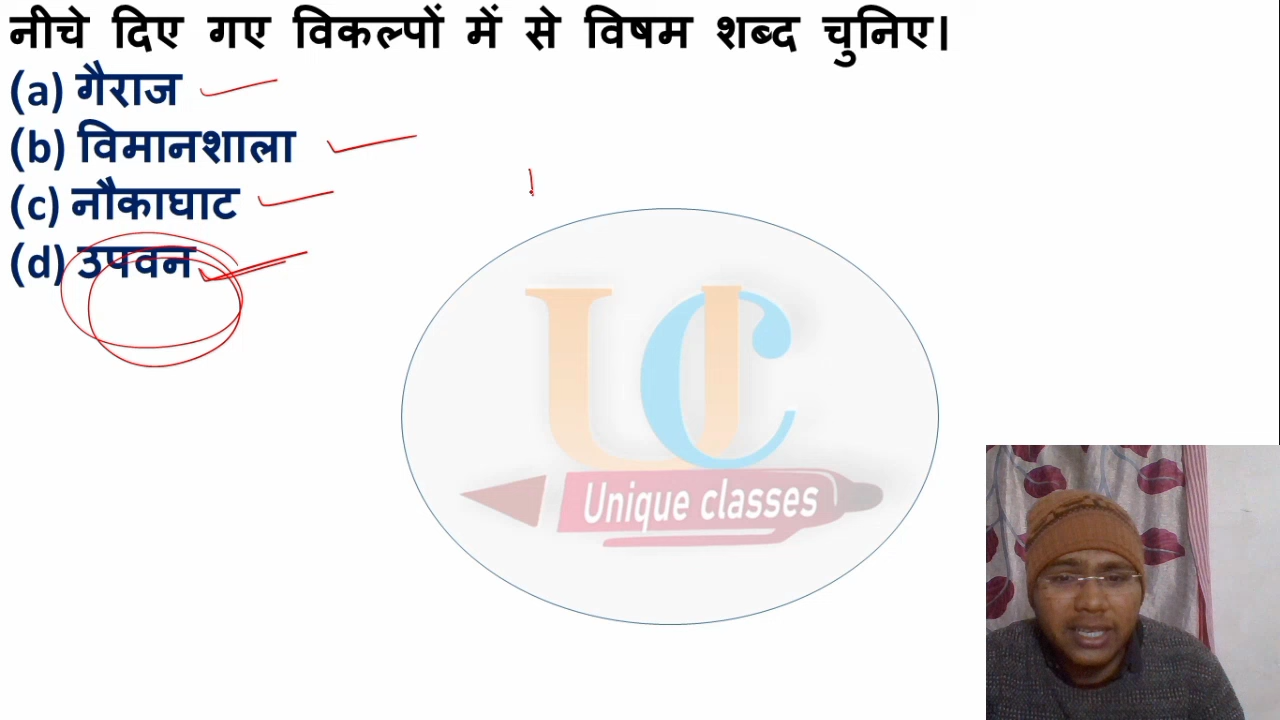 नीचे दिए गए विकल्पों में से विषम शब्द चुनिए।
(a) गैराज
(b) विमानशाला
(c) नौकाघाट
(d) उपवन
UC
Unique classes